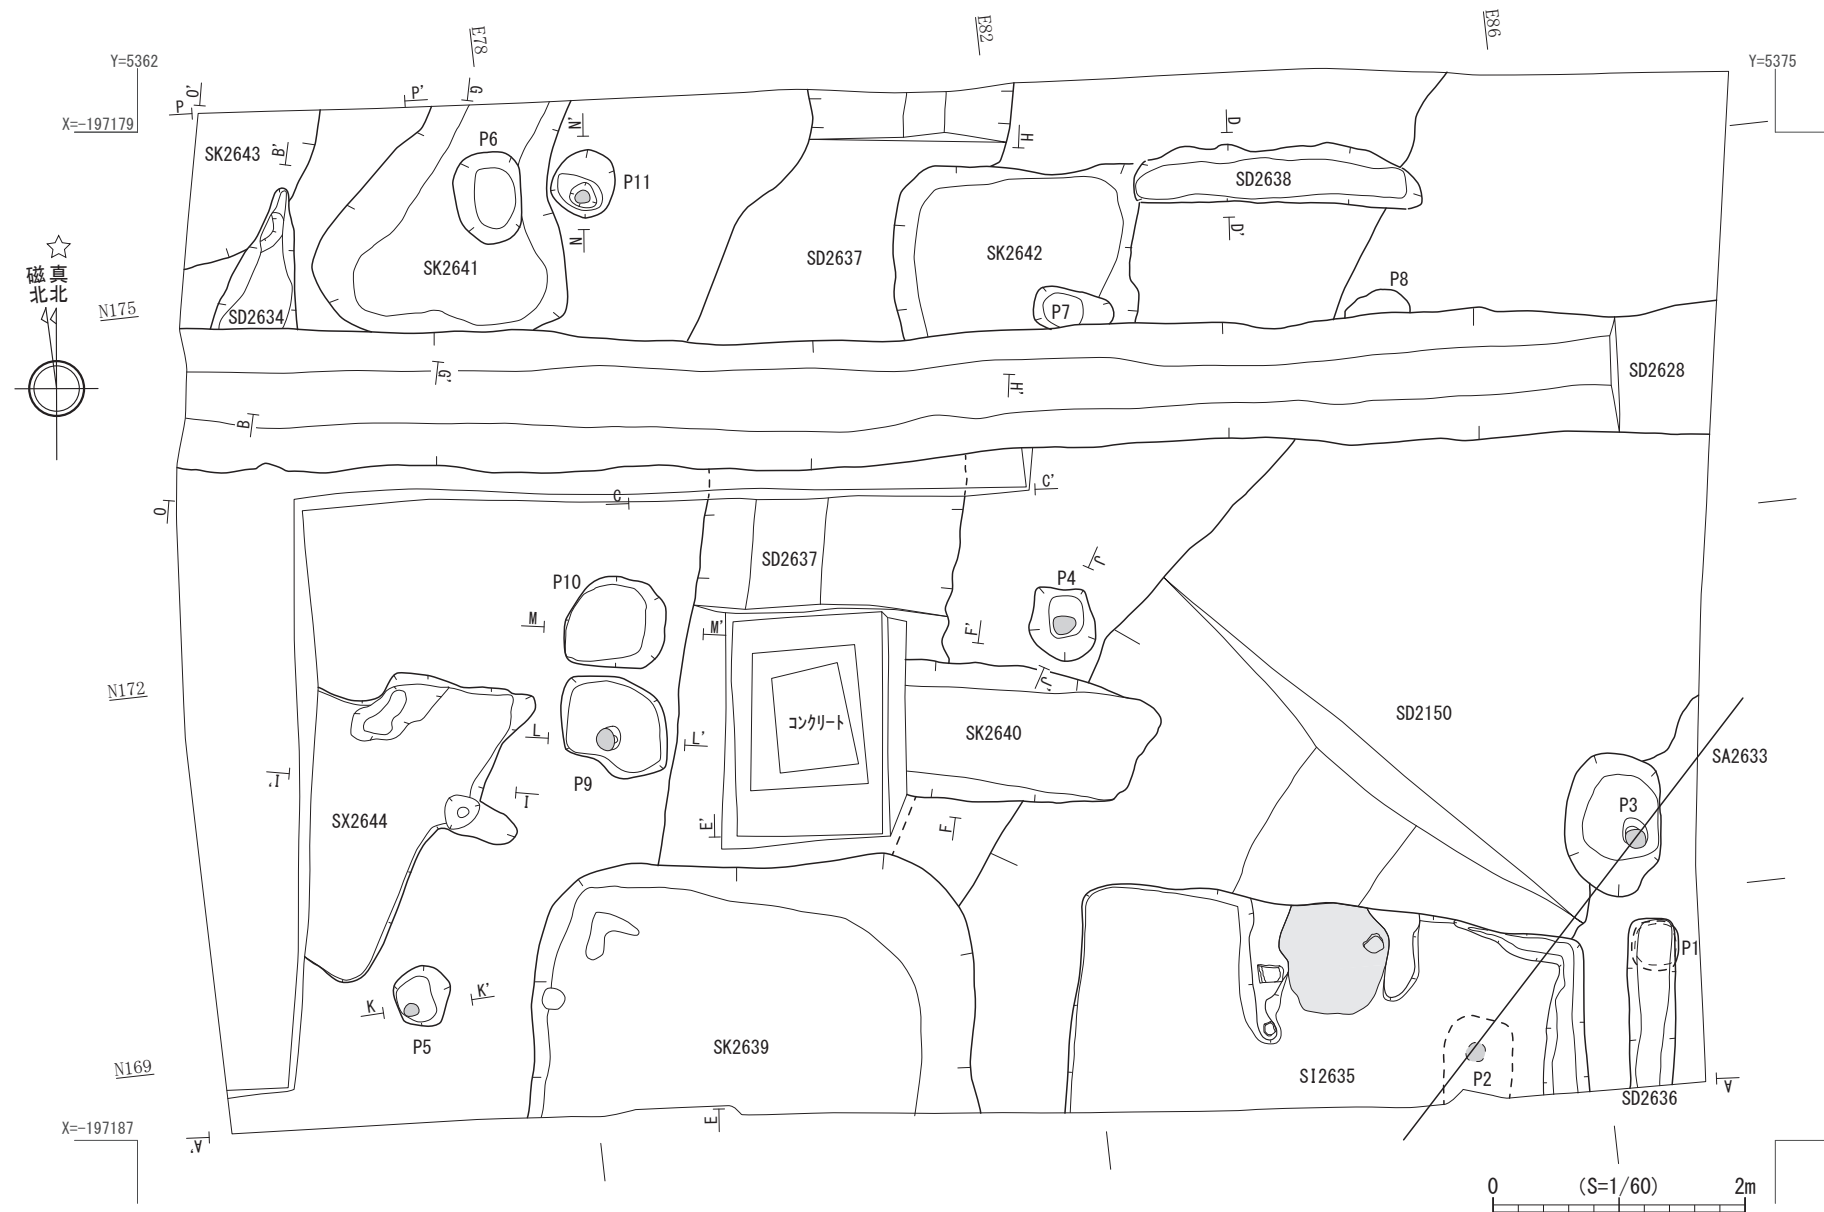 E78
E82
E86
Y=5362
Y=5375
X=-197179
P
O'
P'
G
SK2643
B'
P6
N'
P11
N
H
D
SD2638
D'
SK2641
SD2637
SK2642
P7
P8
磁北
真北
N175
SD2634
G'
H'
SD2628
B
O
C
C'
SD2637
P10
P4
J
M
M'
F'
J'
N172
コンクリート
SK2640
SD2150
SA2633
L
L'
P9
I'
I
SX2644
E'
F
P3
P1
K
K'
P5
SK2639
SI2635
P2
SD2636
N169
X=-197187
A'
E
A
0
(S=1/60)
2m